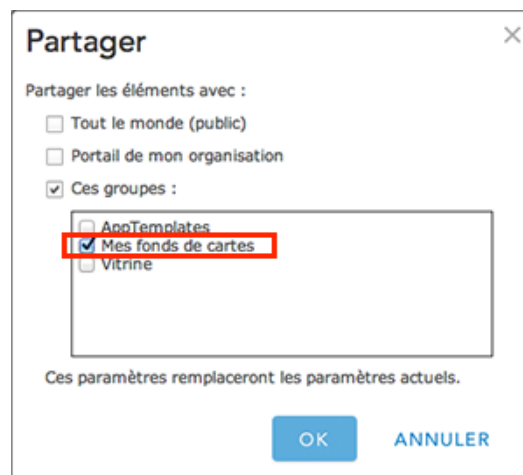 Partager
Partager les éléments avec :
Tout le monde (public)
Portail de mon organisation
Ces groupes :
AppTemplates
Mes fonds de cartes
Vitrine
Ces paramètres remplaceront les paramètres actuels.
OK ANNULER